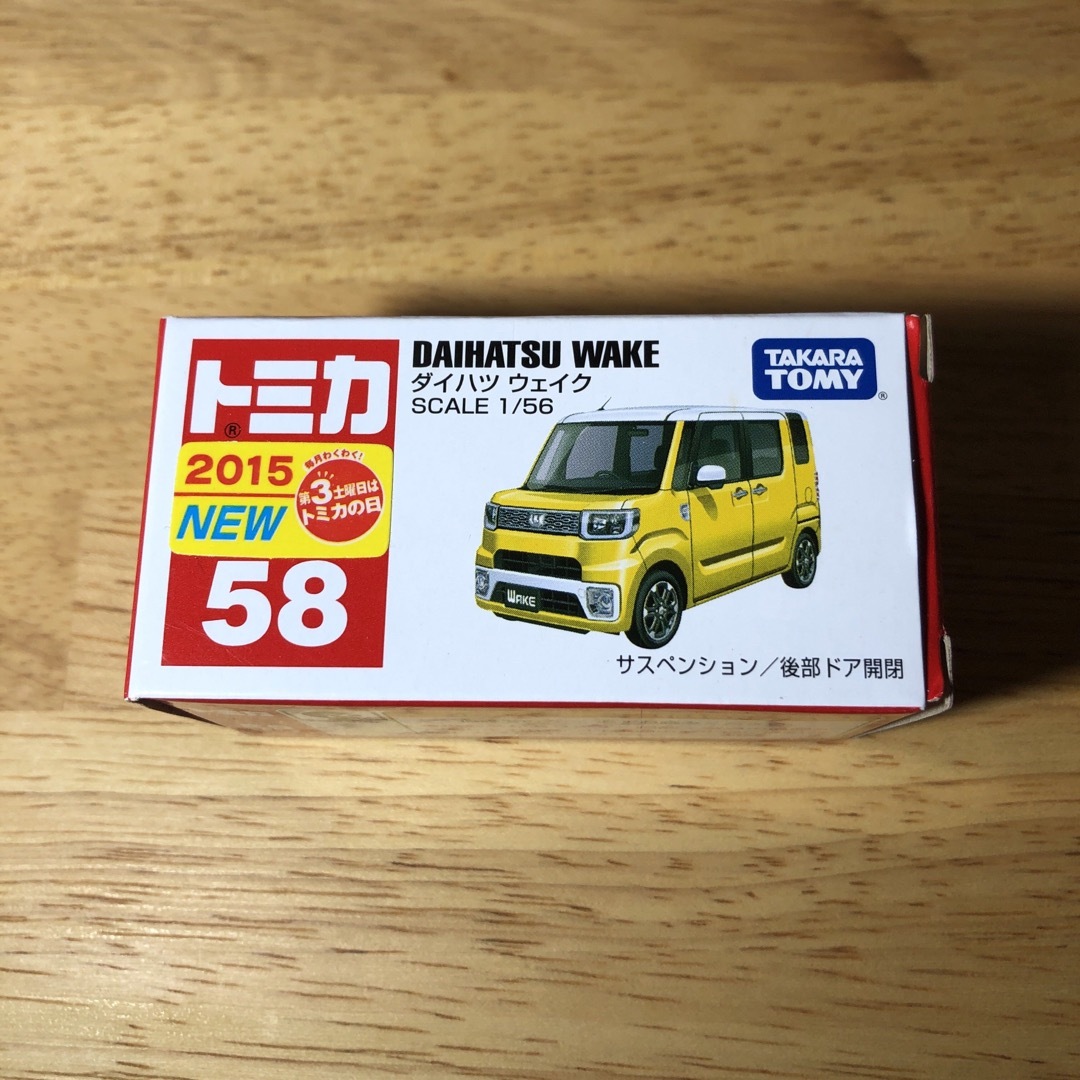 トミカ®
2015
NEW
毎月わくわく!
第3土曜日は
トミカの日
58
DAIHATSU WAKE
ダイハツ ウェイク
SCALE 1/56
TAKARA
TOMY®
WAKE
サスペンション/後部ドア開閉